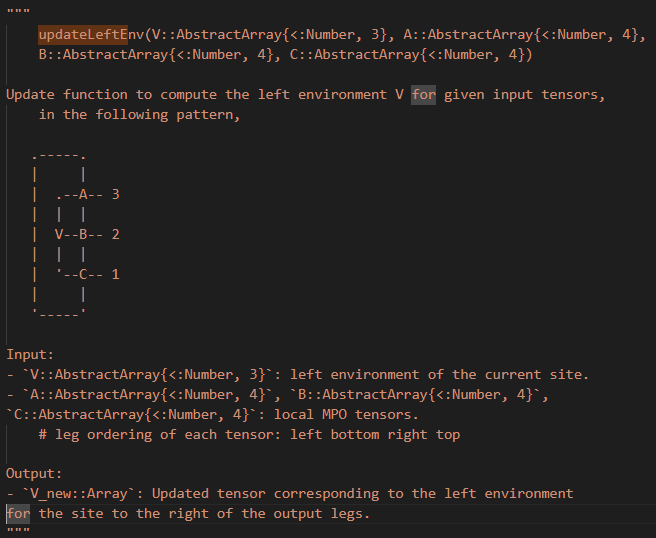 """
    updateLeftEnv(V::AbstractArray{<:Number, 3}, A::AbstractArray{<:Number, 4},
    B::AbstractArray{<:Number, 4}, C::AbstractArray{<:Number, 4})

Update function to compute the left environment V for given input tensors,
    in the following pattern,

   .-----.
   |     |
   |  .--A-- 3
   |  |  |
   |  V--B-- 2
   |  |  |
   |  '--C-- 1
   |     |
   '-----'

Input:
- `V::AbstractArray{<:Number, 3}`: left environment of the current site.
- `A::AbstractArray{<:Number, 4}`, `B::AbstractArray{<:Number, 4}`,
`C::AbstractArray{<:Number, 4}`: local MPO tensors.
    # leg ordering of each tensor: left bottom right top

Output:
- `V_new::Array`: Updated tensor corresponding to the left environment
for the site to the right of the output legs.
"""